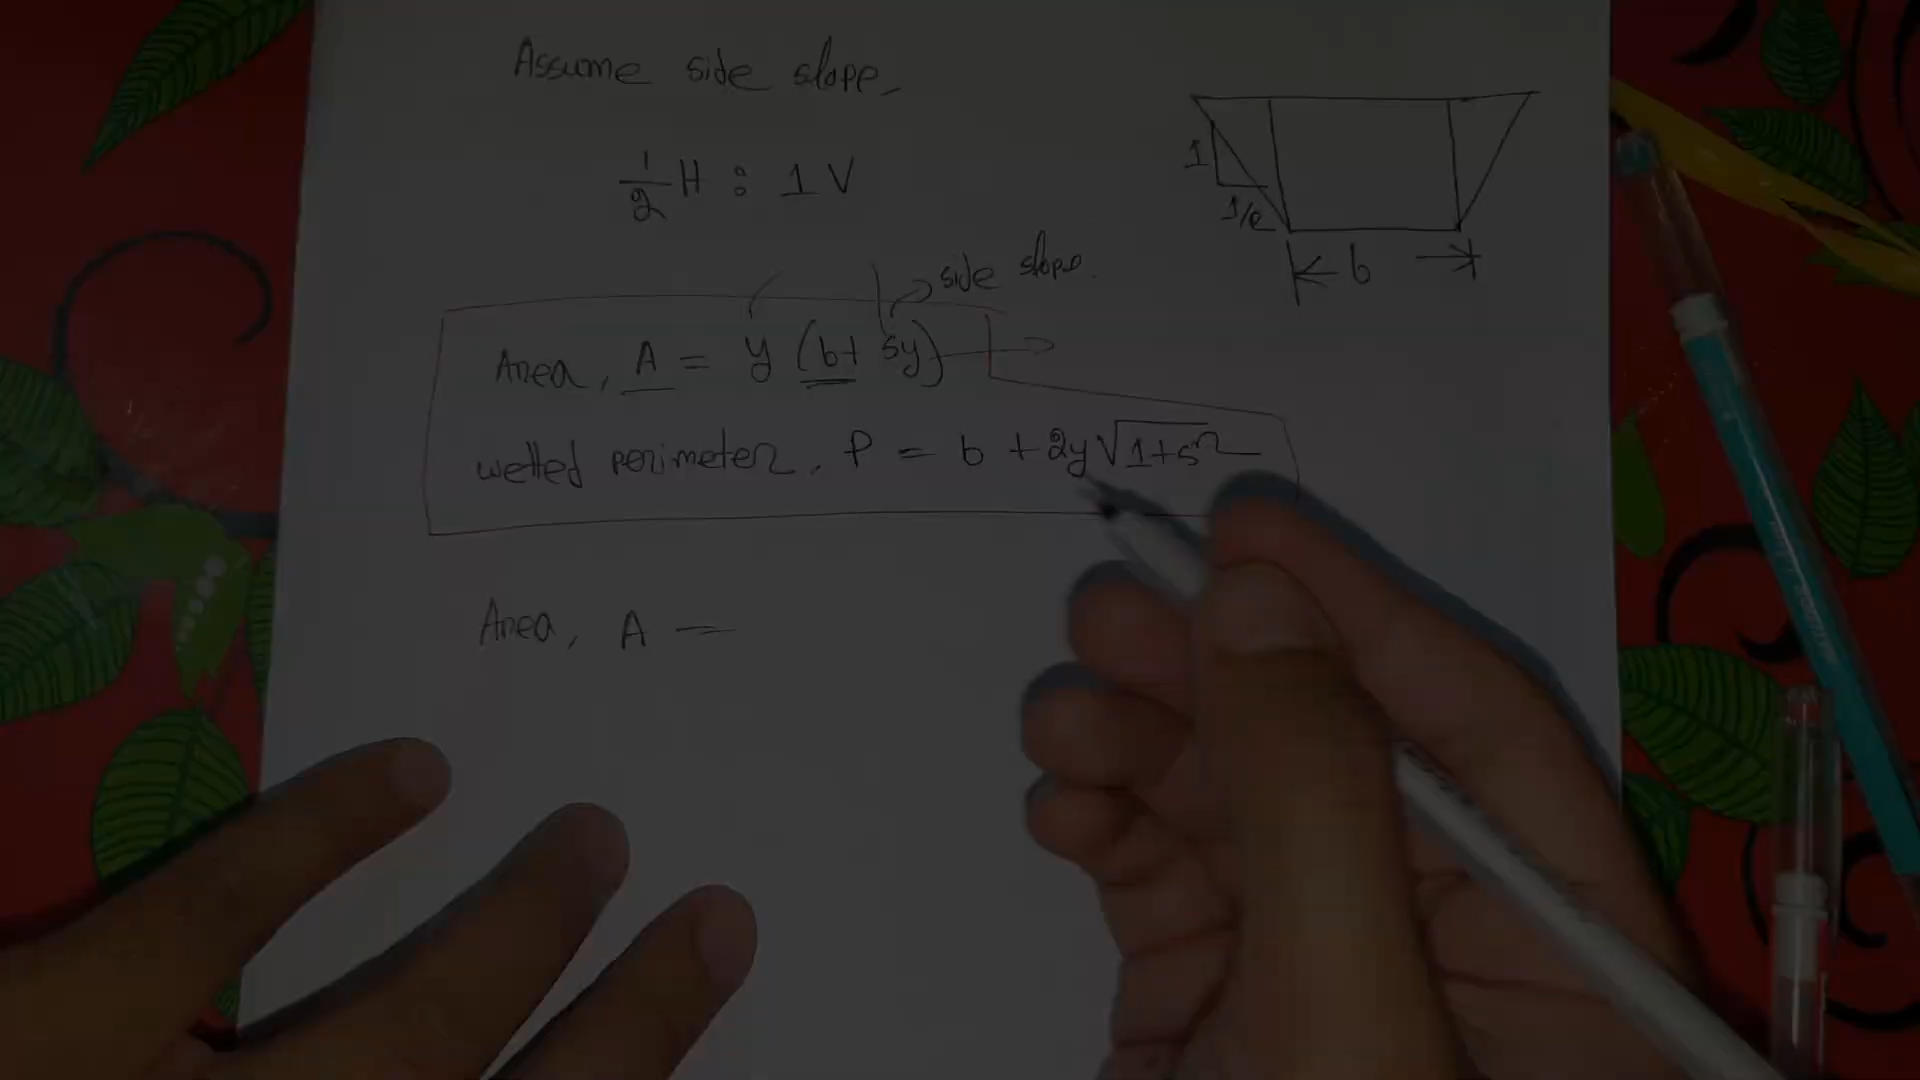 Assume side slope,
1/2 H : 1 V
1
1/2
b
side slope.
Area, A = y (b+ sy)
wetted perimeter, P = b + 2y√1+s²
Area, A =